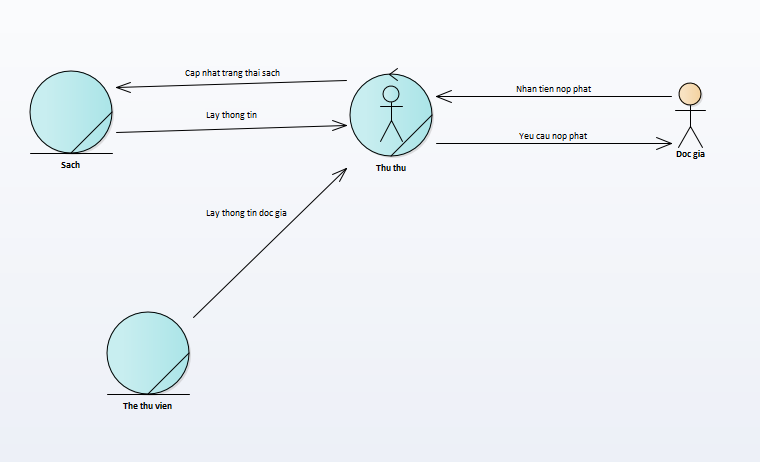 Cap nhat trang thai sach
Nhan tien nop phat
Lay thong tin
Yeu cau nop phat
Sach
Thu thu
Doc gia
Lay thong tin doc gia
The thu vien